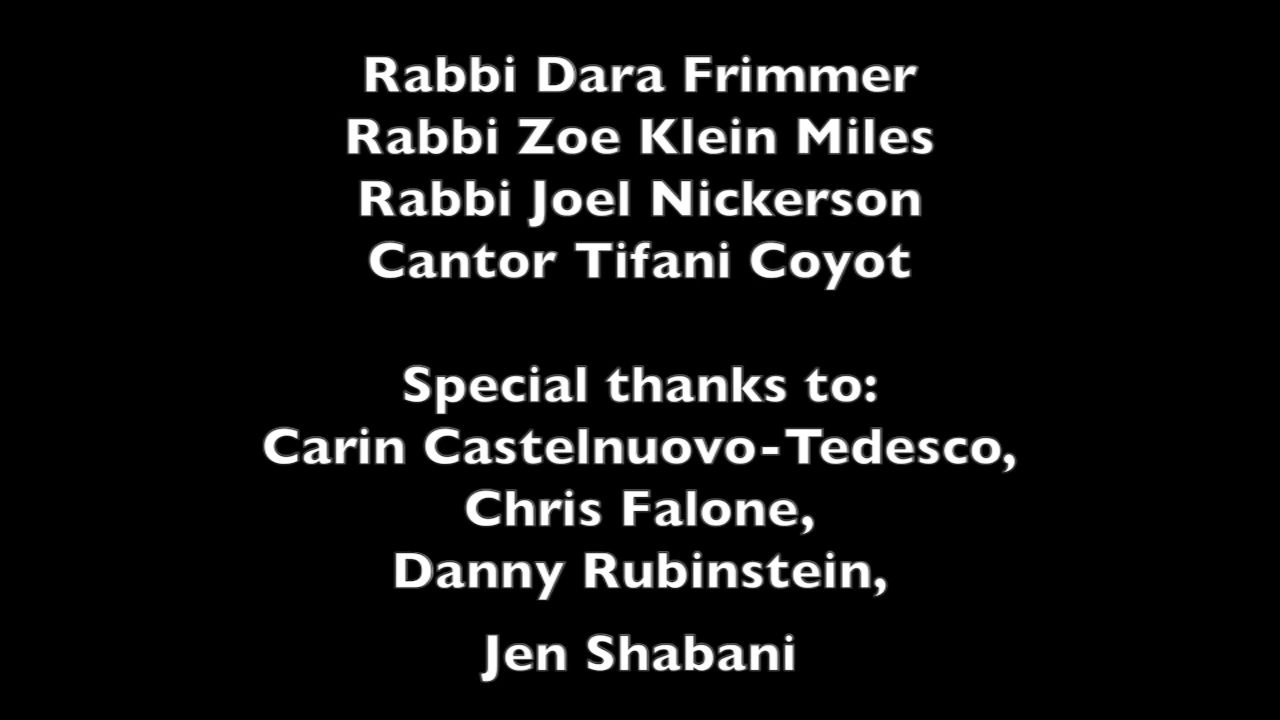 Rabbi Dara Frimmer
Rabbi Zoe Klein Miles
Rabbi Joel Nickerson
Cantor Tifani Coyot
Special thanks to:
Carin Castelnuovo-Tedesco,
Chris Falone,
Danny Rubinstein,
Jen Shabani